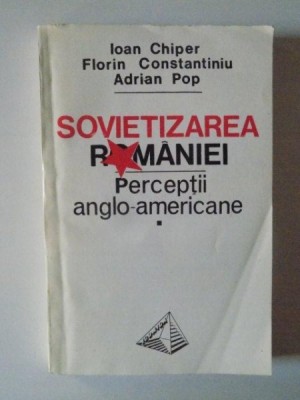 Ioan Chiper
Florin Constantiniu
Adrian Pop
SOVIETIZAREA
ROMÂNIEI
Percepţii
anglo-americane